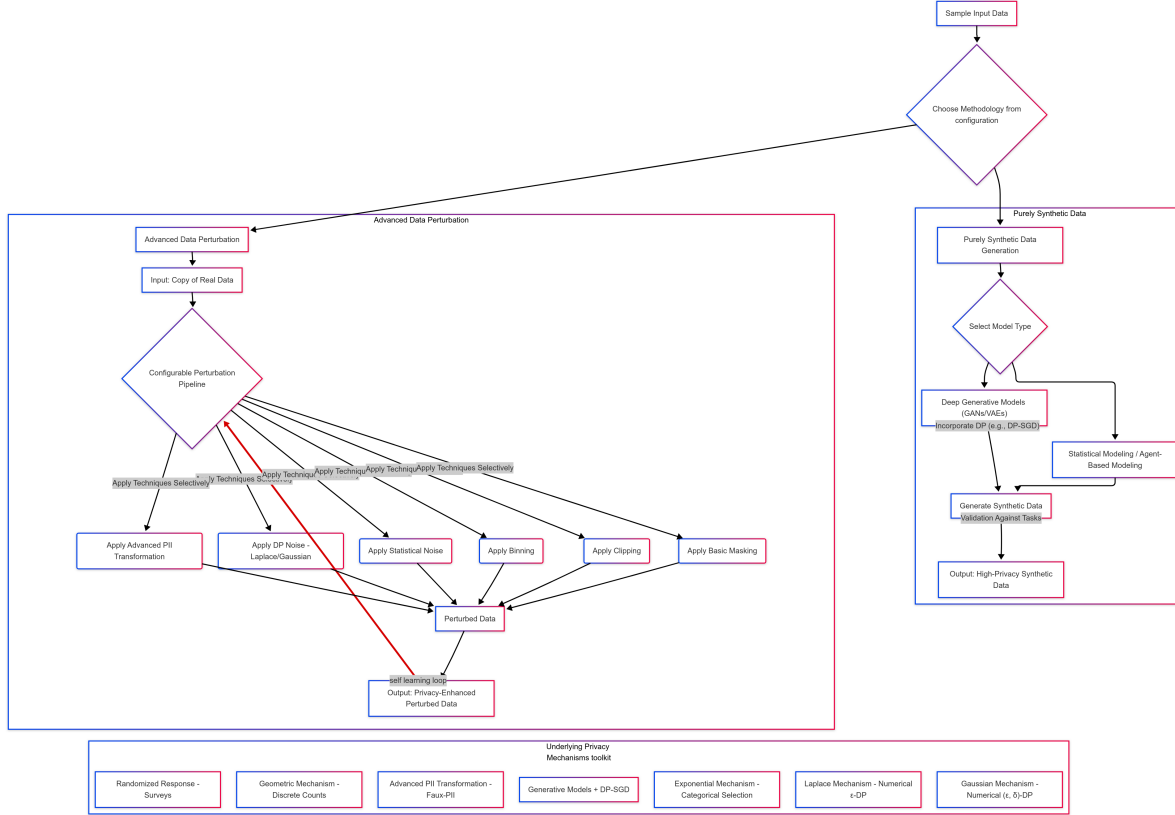 Sample Input Data
Choose Methodology from
configuration
Advanced Data Perturbation
Advanced Data Perturbation
Input: Copy of Real Data
Configurable Perturbation
Pipeline
Apply Techniques Selectively
Techniques Selectively
Apply
Apply
Apply
Apply Techniques Selectively
Apply Advanced PII
Transformation
Apply DP Noise -
Laplace/Gaussian
Apply Statistical Noise
Apply Binning
Apply Clipping
Apply Basic Masking
Perturbed Data
self learning loop
Output: Privacy-Enhanced
Perturbed Data
Purely Synthetic Data
Purely Synthetic Data
Generation
Select Model Type
Deep Generative Models
(GANs/VAEs)
Incorporate DP (e.g., DP-SGD)
Statistical Modeling / Agent-
Based Modeling
Generate Synthetic Data
Validation Against Tasks
Output: High-Privacy Synthetic
Data
Underlying Privacy
Mechanisms toolkit
Randomized Response -
Surveys
Geometric Mechanism -
Discrete Counts
Advanced PII Transformation -
Faux-PII
Generative Models + DP-SGD
Exponential Mechanism -
Categorical Selection
Laplace Mechanism - Numerical
ε-DP
Gaussian Mechanism -
Numerical (ε, δ)-DP